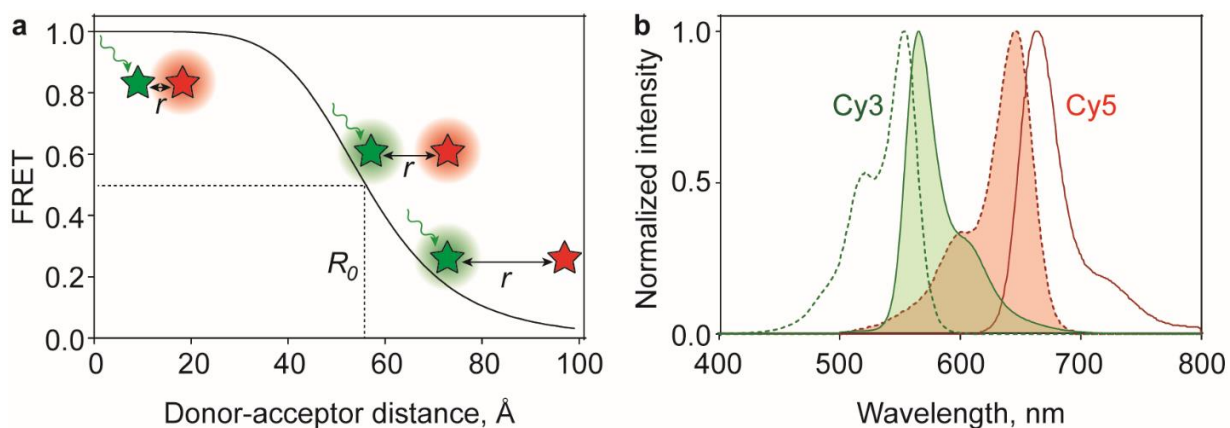 a
1.0
0.8
0.6
0.4
0.2
0.0
FRET
r
r
r
R0
0
20
40
60
80
100
Donor-acceptor distance, Å
b
1.0
0.5
0.0
Normalized intensity
Cy3
Cy5
400
500
600
700
800
Wavelength, nm